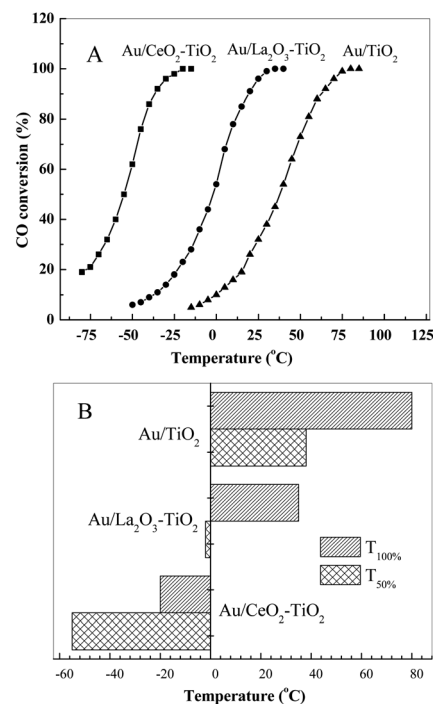 120
A
Au/CeO₂-TiO₂ Au/La₂O₃-TiO₂ Au/TiO₂
100
80
60
40
20
0
CO conversion (%)
-75 -50 -25 0 25 50 75 100 125
Temperature (°C)
B
Au/TiO₂
Au/La₂O₃-TiO₂
T₁₀₀%
T₅₀%
Au/CeO₂-TiO₂
-60 -40 -20 0 20 40 60 80
Temperature (°C)